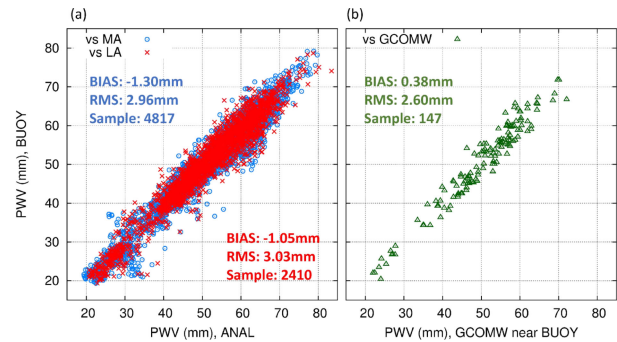 (a)
vs MA
vs LA
BIAS: -1.30mm
RMS: 2.96mm
Sample: 4817
BIAS: -1.05mm
RMS: 3.03mm
Sample: 2410
80
70
60
50
40
30
20
PWV (mm), BUOY
20 30 40 50 60 70 80
PWV (mm), ANAL
(b)
vs GCOMW
BIAS: 0.38mm
RMS: 2.60mm
Sample: 147
20 30 40 50 60 70 80
PWV (mm), GCOMW near BUOY